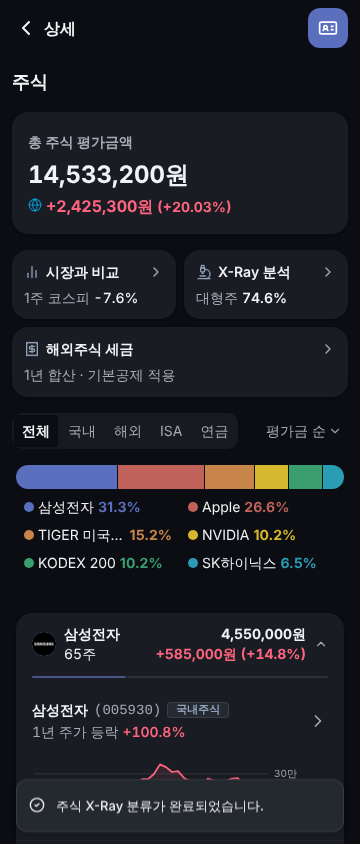 상세
주식
총 주식 평가금액
14,533,200원
+2,425,300원 (+20.03%)
시장과 비교
1주 코스피 -7.6%
X-Ray 분석
대형주 74.6%
해외주식 세금
1년 합산 · 기본공제 적용
전체 국내 해외 ISA 연금 평가금 순
삼성전자 31.3% Apple 26.6%
TIGER 미국... 15.2% NVIDIA 10.2%
KODEX 200 10.2% SK하이닉스 6.5%
SAMSUNG
삼성전자 4,550,000원
65주 +585,000원 (+14.8%)
삼성전자 (005930) 국내주식
1년 주가 등락 +100.8%
30만
주식 X-Ray 분류가 완료되었습니다.